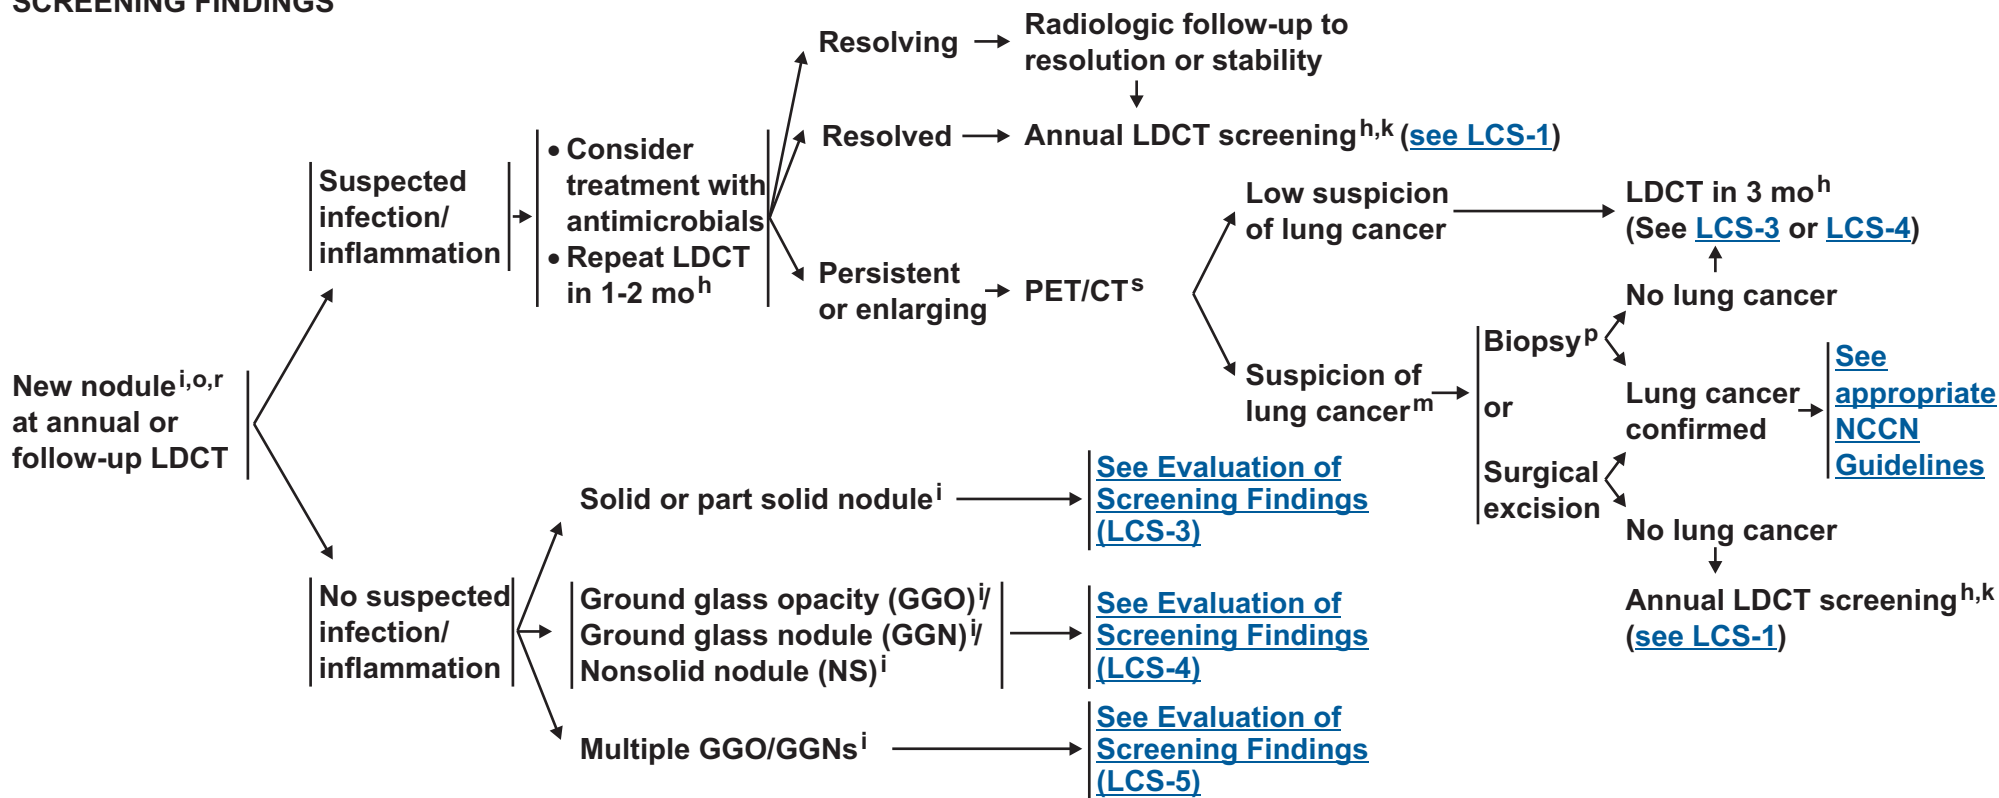 SCREENING FINDINGS
New nodule i,o,r
at annual or
follow-up LDCT
Suspected
infection/
inflammation
• Consider
treatment with
antimicrobials
• Repeat LDCT
in 1-2 mo h
Resolving
Radiologic follow-up to
resolution or stability
Resolved
Annual LDCT screening h,k (see LCS-1)
Persistent
or enlarging
PET/CT s
Low suspicion
of lung cancer
LDCT in 3 mo h
(See LCS-3 or LCS-4)
Suspicion of
lung cancer m
Biopsy p
or
Surgical
excision
No lung cancer
Lung cancer
confirmed
See
appropriate
NCCN
Guidelines
No lung cancer
Annual LDCT screening h,k
(see LCS-1)
No suspected
infection/
inflammation
Solid or part solid nodule i
See Evaluation of
Screening Findings
(LCS-3)
Ground glass opacity (GGO) i/
Ground glass nodule (GGN) i/
Nonsolid nodule (NS) i
See Evaluation of
Screening Findings
(LCS-4)
Multiple GGO/GGNs i
See Evaluation of
Screening Findings
(LCS-5)